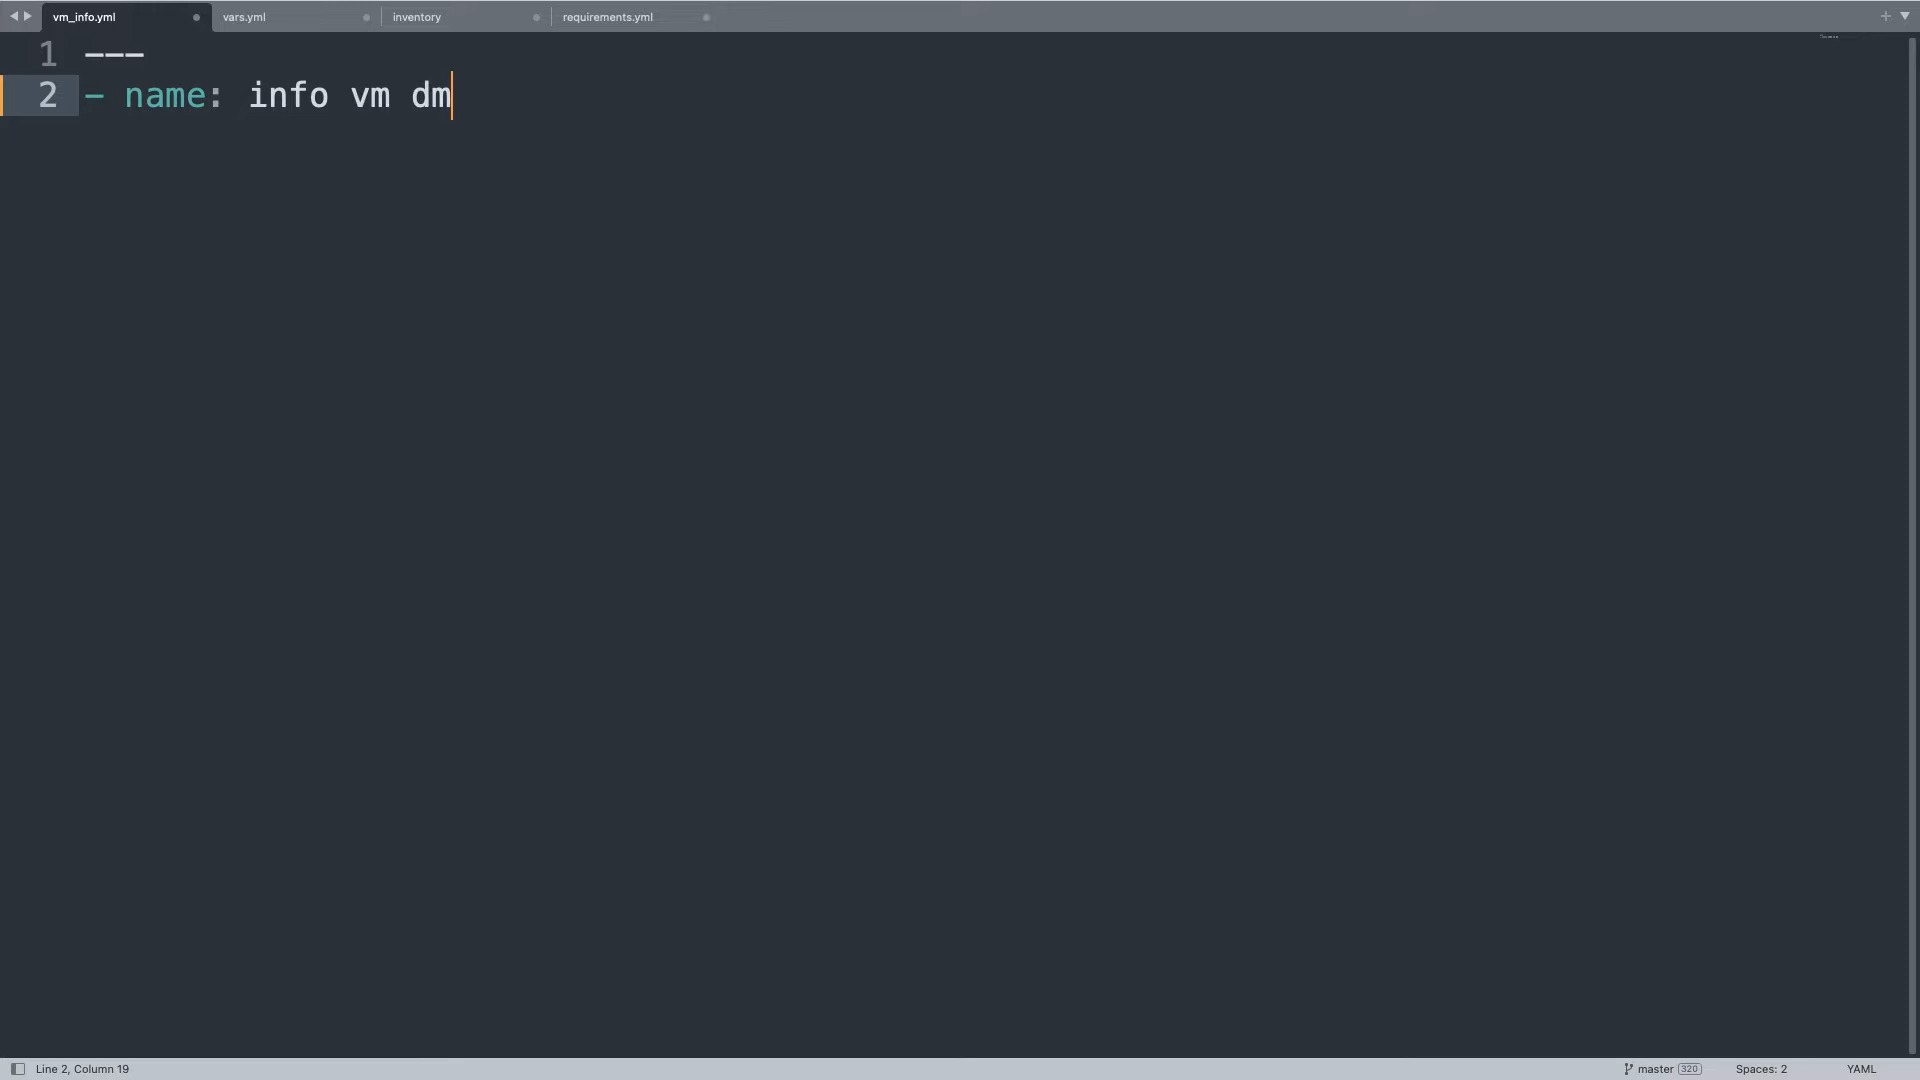 vm_info.yml
vars.yml
inventory
requirements.yml
1 ---
2 - name: info vm dm
Line 2, Column 19
master 320
Spaces: 2
YAML